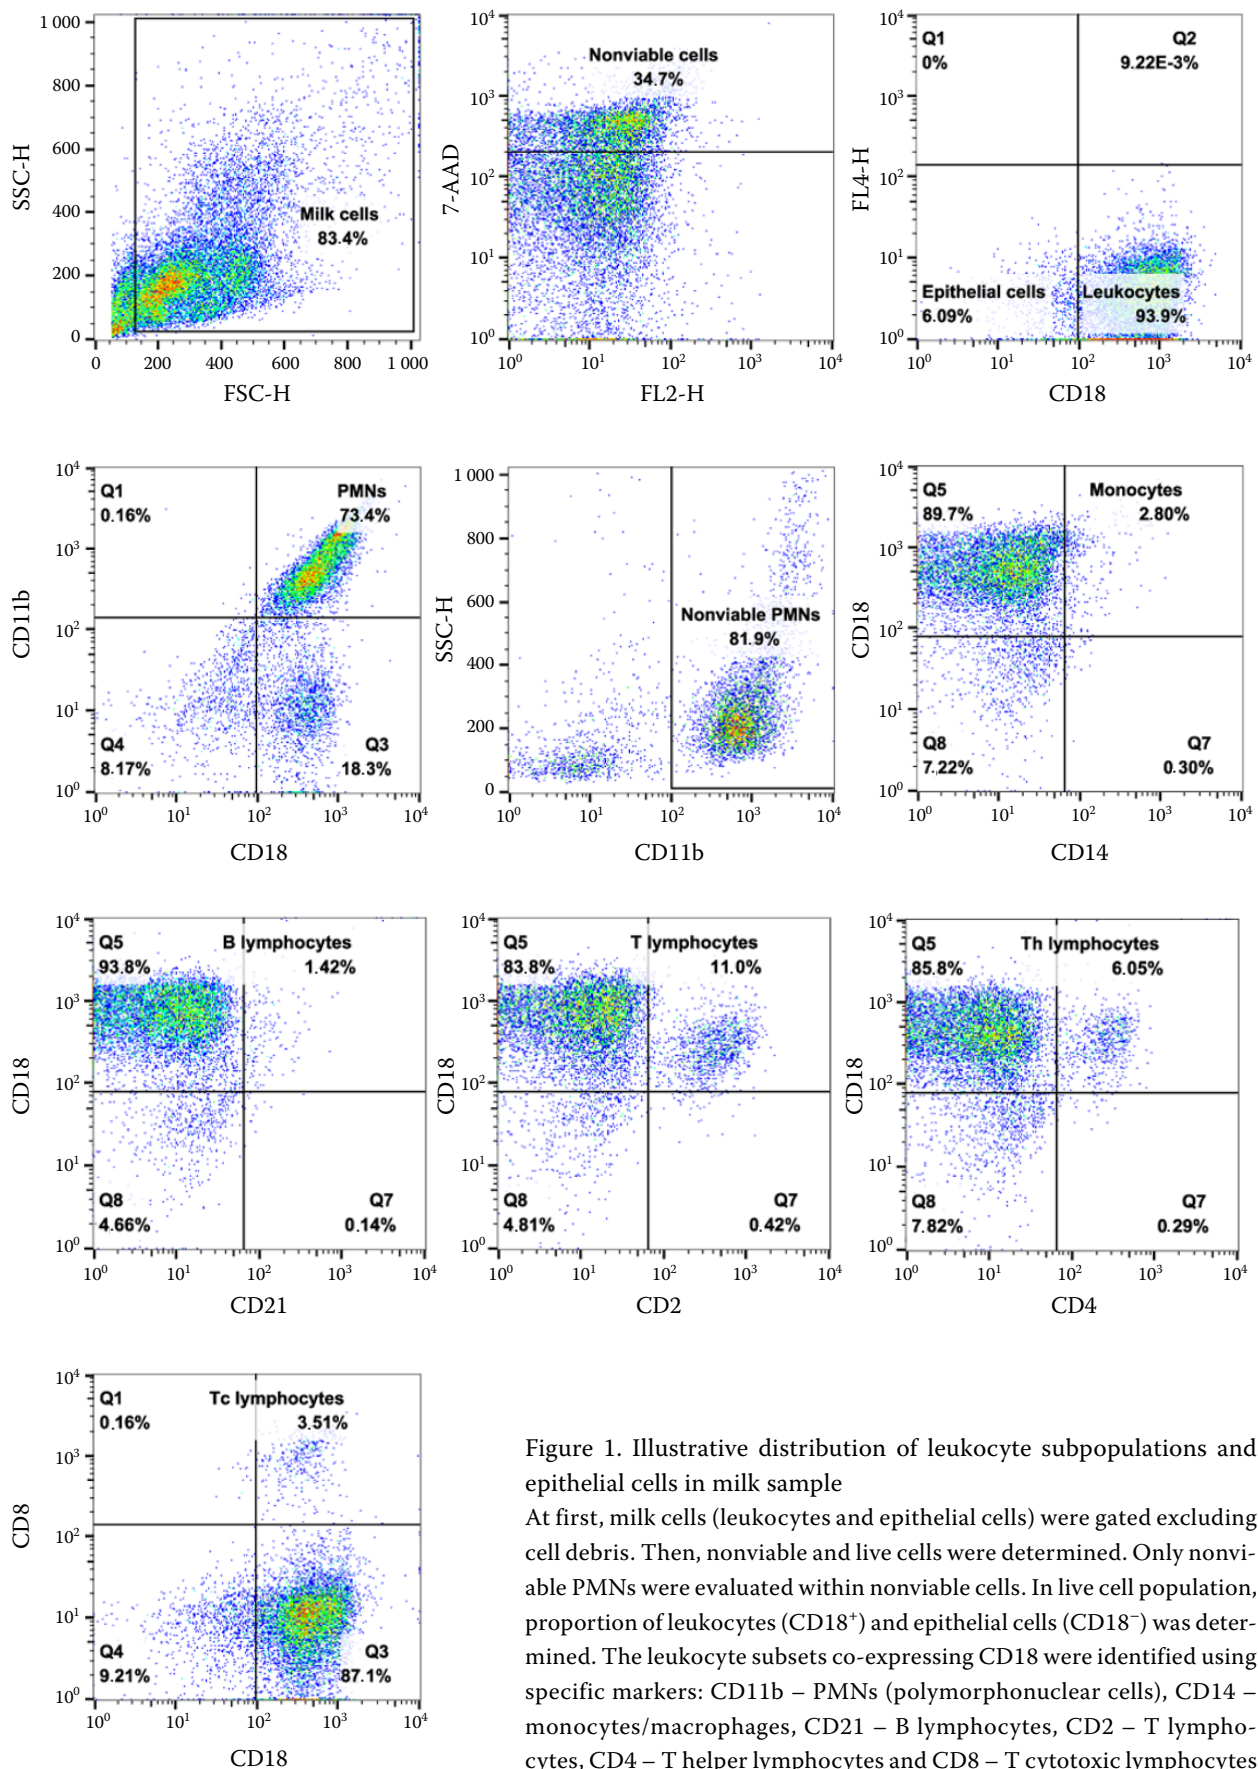 1 000
800
600
400
200
0
SSC-H
Milk cells
83.4%
0 200 400 600 800 1 000
FSC-H
10⁴
10³
10²
10¹
10⁰
7-AAD
Nonviable cells
34.7%
10⁰ 10¹ 10² 10³ 10⁴
FL2-H
10⁴
10³
10²
10¹
10⁰
FL4-H
Q1 Q2
0% 9.22E-3%
Epithelial cells Leukocytes
6.09% 93.9%
10⁰ 10¹ 10² 10³ 10⁴
CD18
10⁴
10³
10²
10¹
10⁰
CD11b
Q1 PMNs
0.16% 73.4%
Q4 Q3
8.17% 18.3%
10⁰ 10¹ 10² 10³ 10⁴
CD18
1 000
800
600
400
200
0
SSC-H
Nonviable PMNs
81.9%
10⁰ 10¹ 10² 10³ 10⁴
CD11b
10⁴
10³
10²
10¹
10⁰
CD18
Q5 Monocytes
89.7% 2.80%
Q8 Q7
7.22% 0.30%
10⁰ 10¹ 10² 10³ 10⁴
CD14
10⁴
10³
10²
10¹
10⁰
CD18
Q5 B lymphocytes
93.8% 1.42%
Q8 Q7
4.66% 0.14%
10⁰ 10¹ 10² 10³ 10⁴
CD21
10⁴
10³
10²
10¹
10⁰
CD18
Q5 T lymphocytes
83.8% 11.0%
Q8 Q7
4.81% 0.42%
10⁰ 10¹ 10² 10³ 10⁴
CD2
10⁴
10³
10²
10¹
10⁰
CD18
Q5 Th lymphocytes
85.8% 6.05%
Q8 Q7
7.82% 0.29%
10⁰ 10¹ 10² 10³ 10⁴
CD4
10⁴
10³
10²
10¹
10⁰
CD8
Q1 Tc lymphocytes
0.16% 3.51%
Q4 Q3
9.21% 87.1%
10⁰ 10¹ 10² 10³ 10⁴
CD18
Figure 1. Illustrative distribution of leukocyte subpopulations and
epithelial cells in milk sample
At first, milk cells (leukocytes and epithelial cells) were gated excluding
cell debris. Then, nonviable and live cells were determined. Only nonvi-
able PMNs were evaluated within nonviable cells. In live cell population,
proportion of leukocytes (CD18⁺) and epithelial cells (CD18⁻) was deter-
mined. The leukocyte subsets co-expressing CD18 were identified using
specific markers: CD11b – PMNs (polymorphonuclear cells), CD14 –
monocytes/macrophages, CD21 – B lymphocytes, CD2 – T lympho-
cytes, CD4 – T helper lymphocytes and CD8 – T cytotoxic lymphocytes